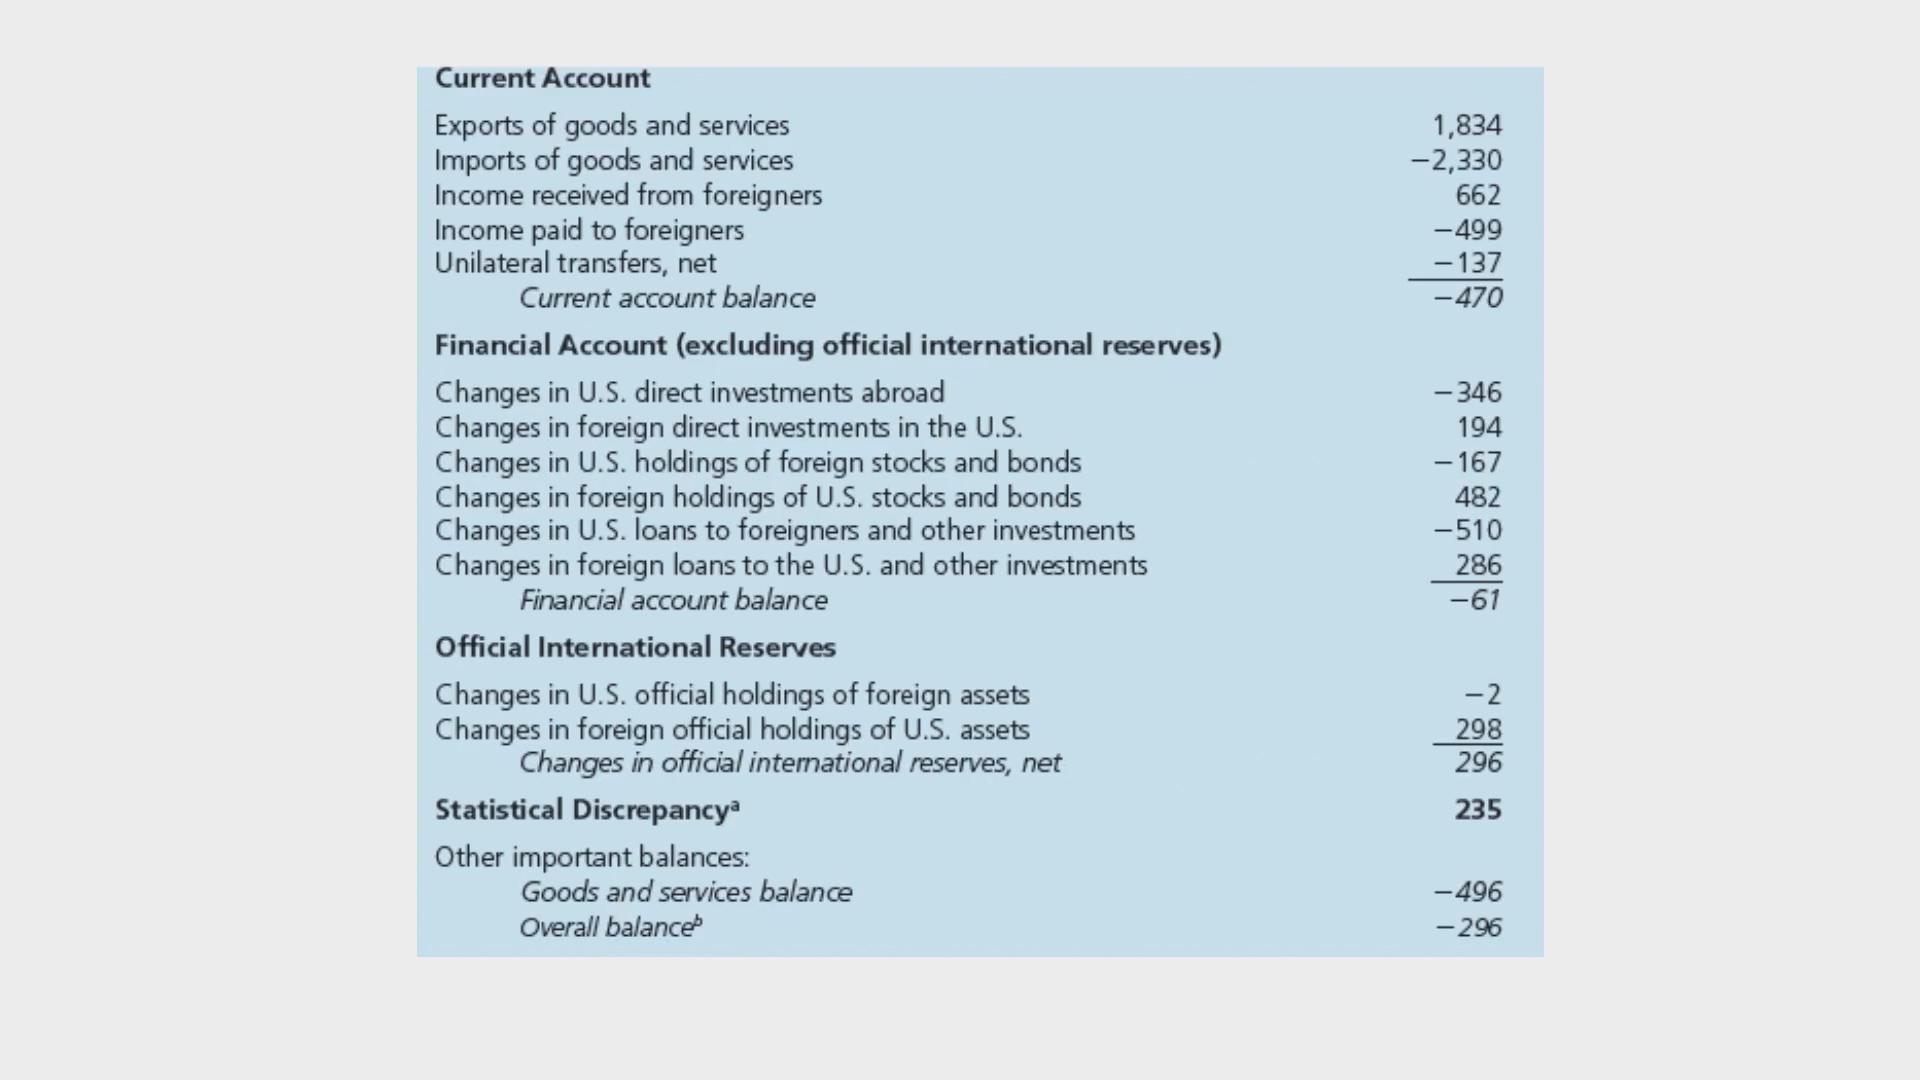 Current Account
Exports of goods and services 1,834
Imports of goods and services −2,330
Income received from foreigners 662
Income paid to foreigners −499
Unilateral transfers, net −137
Current account balance −470
Financial Account (excluding official international reserves)
Changes in U.S. direct investments abroad −346
Changes in foreign direct investments in the U.S. 194
Changes in U.S. holdings of foreign stocks and bonds −167
Changes in foreign holdings of U.S. stocks and bonds 482
Changes in U.S. loans to foreigners and other investments −510
Changes in foreign loans to the U.S. and other investments 286
Financial account balance −61
Official International Reserves
Changes in U.S. official holdings of foreign assets −2
Changes in foreign official holdings of U.S. assets 298
Changes in official international reserves, net 296
Statistical Discrepancyᵃ 235
Other important balances:
Goods and services balance −496
Overall balanceᵇ −296